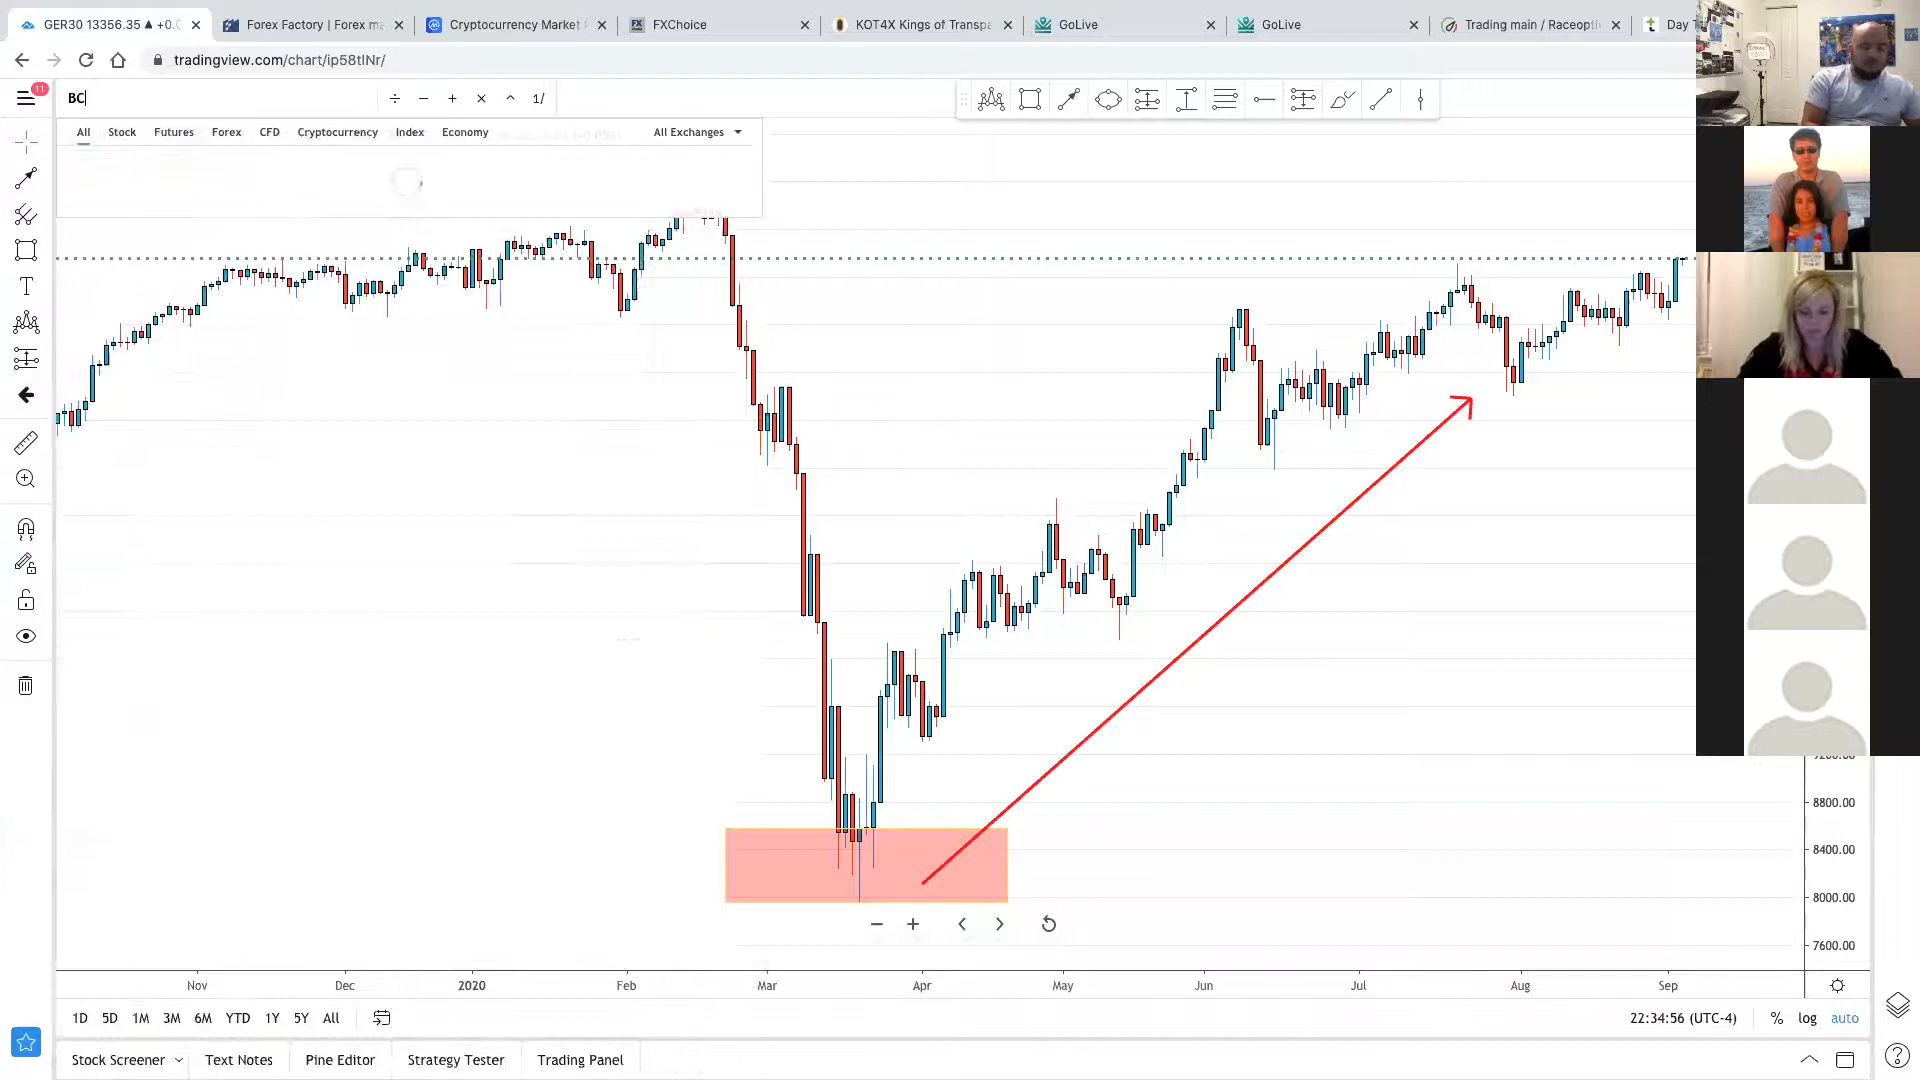 GER30 13356.35 ▲ +0.0
Forex Factory | Forex ma
Cryptocurrency Market
FXChoice
KOT4X Kings of Transpa
GoLive
GoLive
Trading main / Raceopti
Day T
tradingview.com/chart/ip58tINr/
11
BC
1/
All Stock Futures Forex CFD Cryptocurrency Index Economy All Exchanges
8800.00
8400.00
8000.00
7600.00
Nov Dec 2020 Feb Mar Apr May Jun Jul Aug Sep
1D 5D 1M 3M 6M YTD 1Y 5Y All
22:34:56 (UTC-4) % log auto
Stock Screener Text Notes Pine Editor Strategy Tester Trading Panel